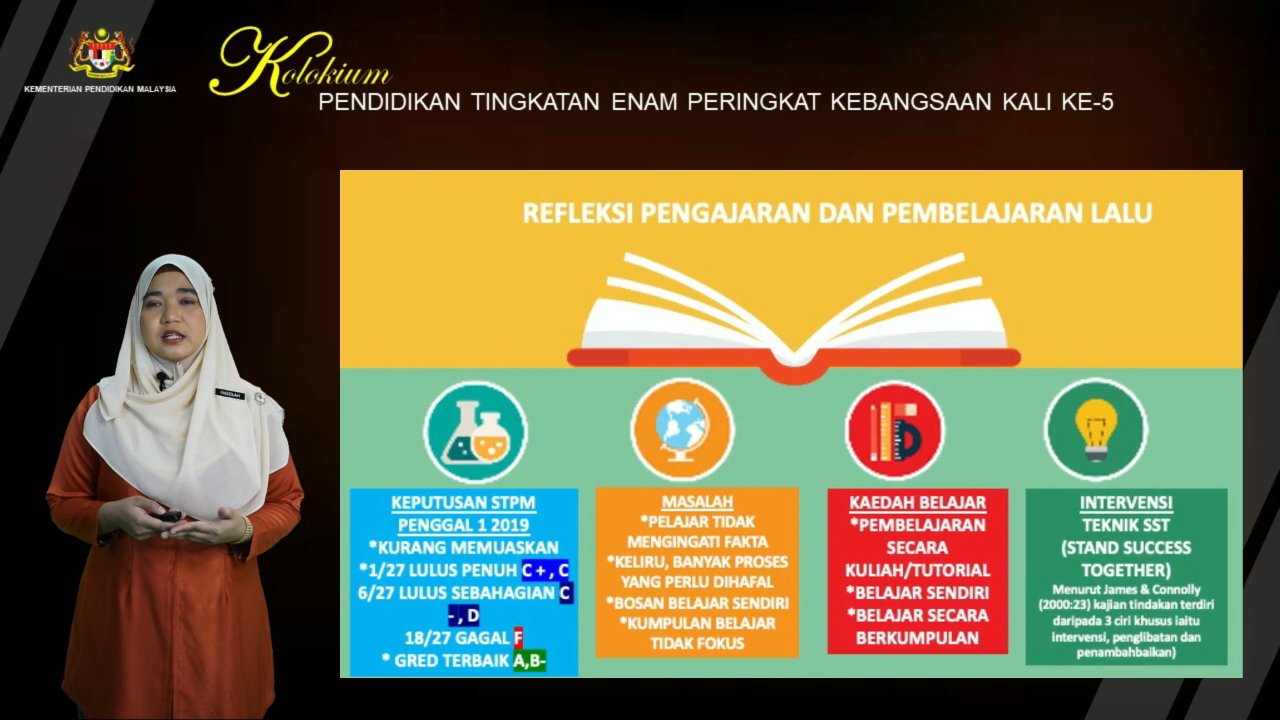 KEMENTERIAN PENDIDIKAN MALAYSIA
Kolokium
PENDIDIKAN TINGKATAN ENAM PERINGKAT KEBANGSAAN KALI KE-5
REFLEKSI PENGAJARAN DAN PEMBELAJARAN LALU
KEPUTUSAN STPM
PENGGAL 1 2019
*KURANG MEMUASKAN
*1/27 LULUS PENUH C + , C
6/27 LULUS SEBAHAGIAN C
- , D
18/27 GAGAL F
* GRED TERBAIK A,B-
MASALAH
*PELAJAR TIDAK
MENGINGATI FAKTA
*KELIRU, BANYAK PROSES
YANG PERLU DIHAFAL
*BOSAN BELAJAR SENDIRI
*KUMPULAN BELAJAR
TIDAK FOKUS
KAEDAH BELAJAR
*PEMBELAJARAN
SECARA
KULIAH/TUTORIAL
*BELAJAR SENDIRI
*BELAJAR SECARA
BERKUMPULAN
INTERVENSI
TEKNIK SST
(STAND SUCCESS
TOGETHER)
Menurut James & Connolly
(2000:23) kajian tindakan terdiri
daripada 3 ciri khusus iaitu
intervensi, penglibatan dan
penambahbaikan)